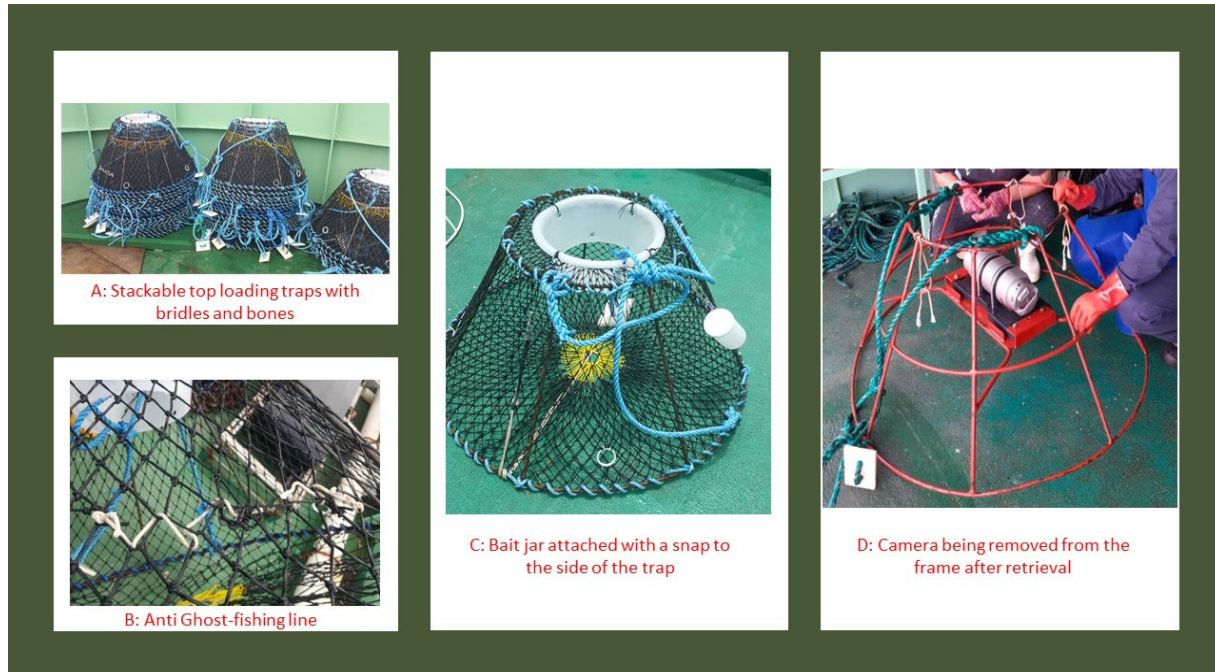 A: Stackable top loading traps with
bridles and bones
B: Anti Ghost-fishing line
C: Bait jar attached with a snap to
the side of the trap
D: Camera being removed from the
frame after retrieval